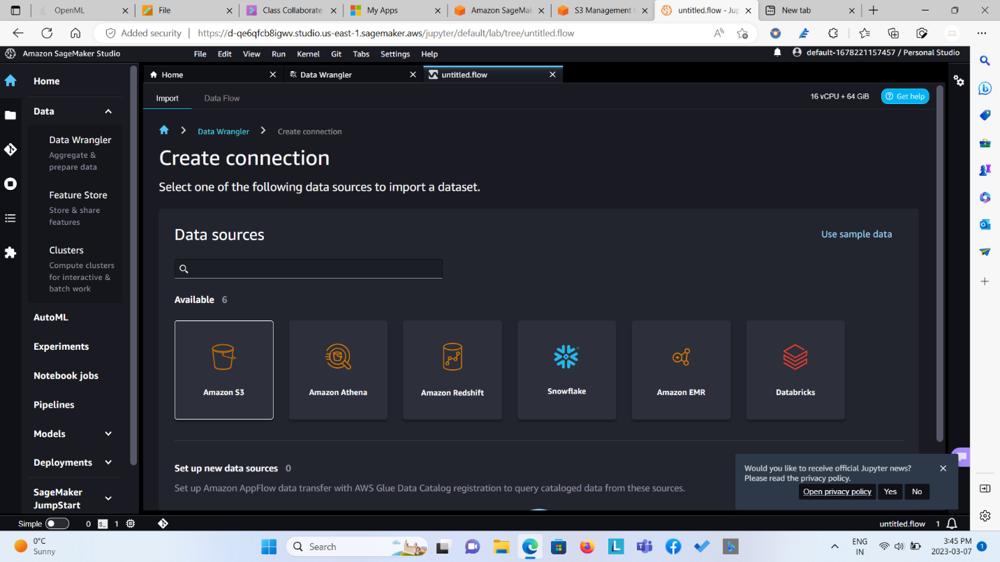 OpenML
File
Class Collaborate
My Apps
Amazon SageMak
S3 Management C
untitled.flow - Jup
New tab
Added security
https://d-qe6qfcb8igwv.studio.us-east-1.sagemaker.aws/jupyter/default/lab/tree/untitled.flow
Amazon SageMaker Studio
File Edit View Run Kernel Git Tabs Settings Help
default-1678221157457 / Personal Studio
Home
Data
Data Wrangler
Aggregate &
prepare data
Feature Store
Store & share
features
Clusters
Compute clusters
for interactive &
batch work
AutoML
Experiments
Notebook jobs
Pipelines
Models
Deployments
SageMaker
JumpStart
Home
Data Wrangler
untitled.flow
Import
Data Flow
16 vCPU + 64 GiB
Get help
Data Wrangler
Create connection
Create connection
Select one of the following data sources to import a dataset.
Data sources
Use sample data
Available 6
Amazon S3
Amazon Athena
Amazon Redshift
Snowflake
Amazon EMR
Databricks
Set up new data sources 0
Set up Amazon AppFlow data transfer with AWS Glue Data Catalog registration to query cataloged data from these sources.
Would you like to receive official Jupyter news?
Please read the privacy policy.
Open privacy policy
Yes
No
Simple
0
1
untitled.flow
1
0°C
Sunny
Search
ENG
IN
3:45 PM
2023-03-07
1